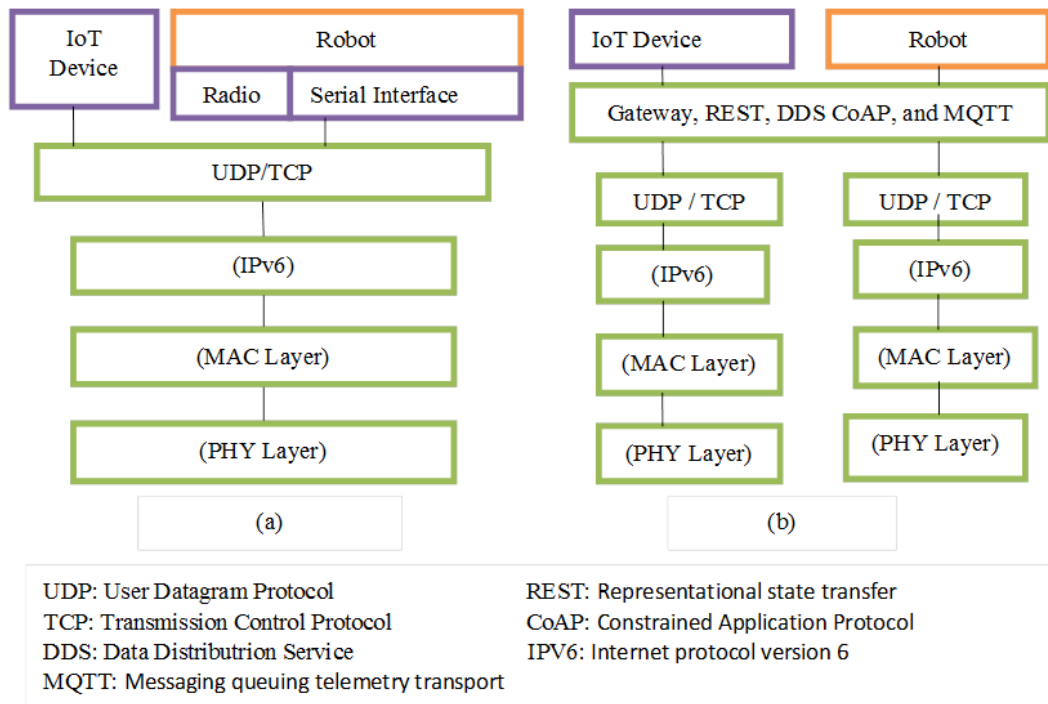 IoT
Device
Robot
Radio
Serial Interface
UDP/TCP
(IPv6)
(MAC Layer)
(PHY Layer)
(a)
IoT Device
Robot
Gateway, REST, DDS CoAP, and MQTT
UDP / TCP
(IPv6)
(MAC Layer)
(PHY Layer)
UDP / TCP
(IPv6)
(MAC Layer)
(PHY Layer)
(b)
UDP: User Datagram Protocol
TCP: Transmission Control Protocol
DDS: Data Distributrion Service
MQTT: Messaging queuing telemetry transport
REST: Representational state transfer
CoAP: Constrained Application Protocol
IPV6: Internet protocol version 6